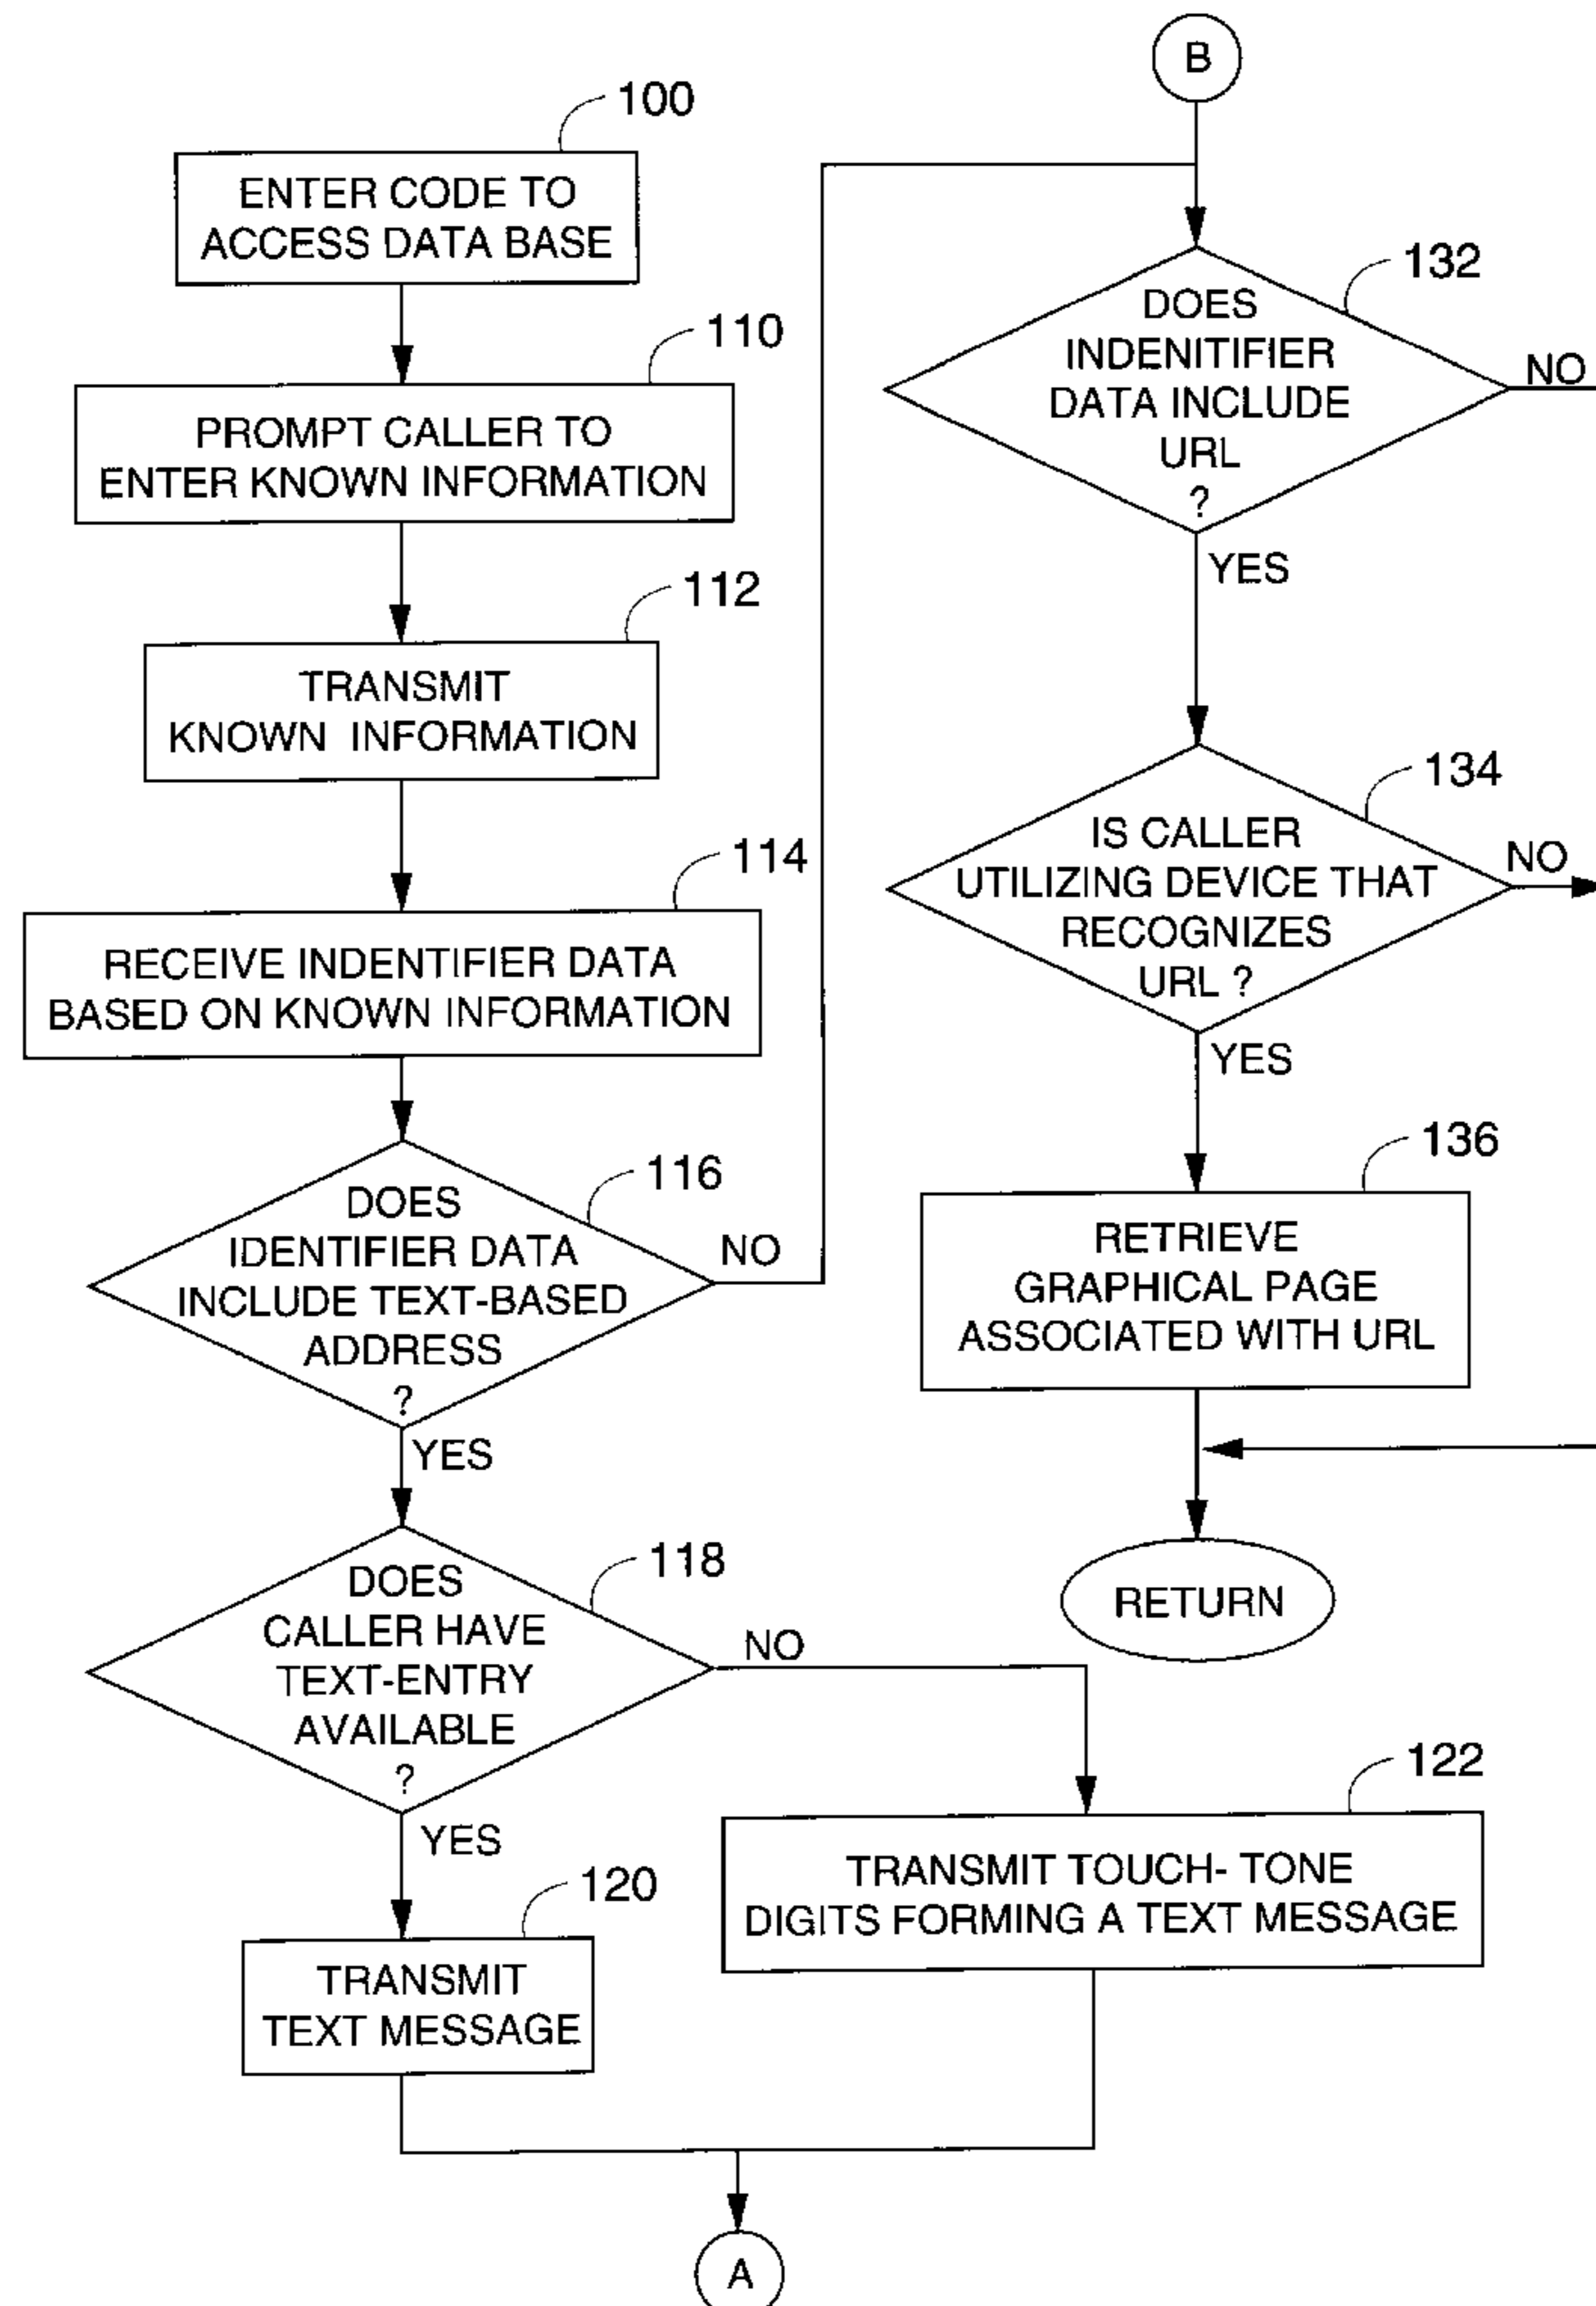 100
ENTER CODE TO
ACCESS DATA BASE
110
PROMPT CALLER TO
ENTER KNOWN INFORMATION
112
TRANSMIT
KNOWN INFORMATION
114
RECEIVE INDENTIFIER DATA
BASED ON KNOWN INFORMATION
116
DOES
IDENTIFIER DATA
INCLUDE TEXT-BASED
ADDRESS
?
NO
YES
118
DOES
CALLER HAVE
TEXT-ENTRY
AVAILABLE
?
NO
YES
120
TRANSMIT
TEXT MESSAGE
122
TRANSMIT TOUCH- TONE
DIGITS FORMING A TEXT MESSAGE
A
B
132
DOES
INDENITIFIER
DATA INCLUDE
URL
?
NO
YES
134
IS CALLER
UTILIZING DEVICE THAT
RECOGNIZES
URL ?
NO
YES
136
RETRIEVE
GRAPHICAL PAGE
ASSOCIATED WITH URL
RETURN